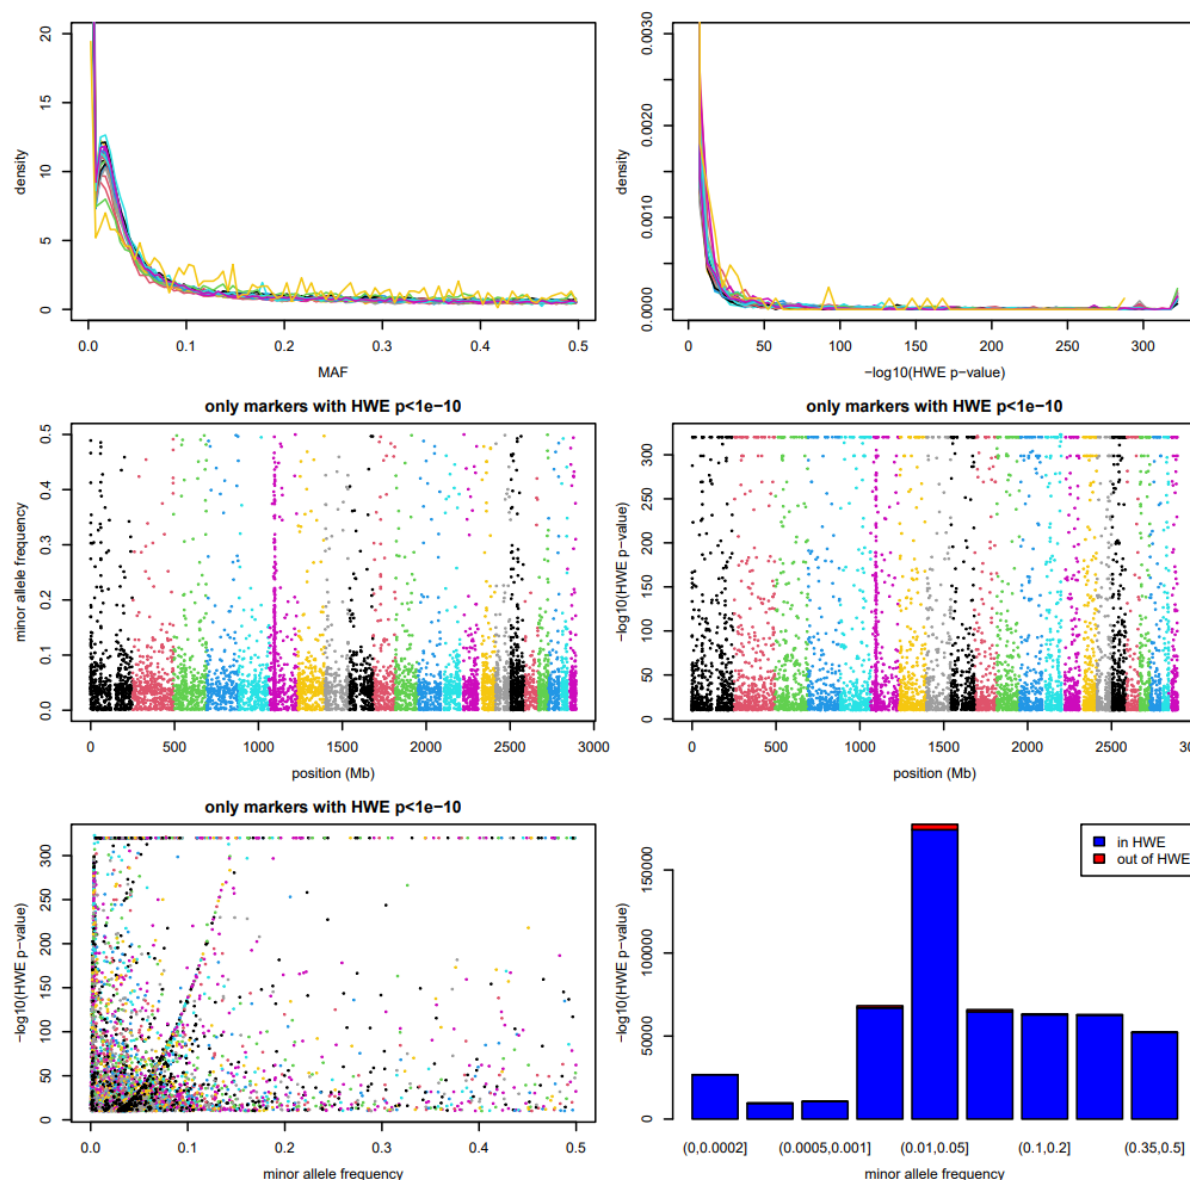 20
15
10
5
0
density
0.0 0.1 0.2 0.3 0.4 0.5
MAF
0.0030
0.0020
0.0010
0.0000
density
0 50 100 150 200 250 300
−log10(HWE p−value)
only markers with HWE p<1e−10
0.5
0.4
0.3
0.2
0.1
0.0
minor allele frequency
0 500 1000 1500 2000 2500 3000
position (Mb)
only markers with HWE p<1e−10
300
250
200
150
100
50
0
−log10(HWE p−value)
0 500 1000 1500 2000 2500
position (Mb)
only markers with HWE p<1e−10
300
250
200
150
100
50
0
−log10(HWE p−value)
0.0 0.1 0.2 0.3 0.4 0.5
minor allele frequency
150000
100000
50000
0
−log10(HWE p−value)
in HWE
out of HWE
(0,0.0002] (0.0005,0.001] (0.01,0.05] (0.1,0.2] (0.35,0.5]
minor allele frequency